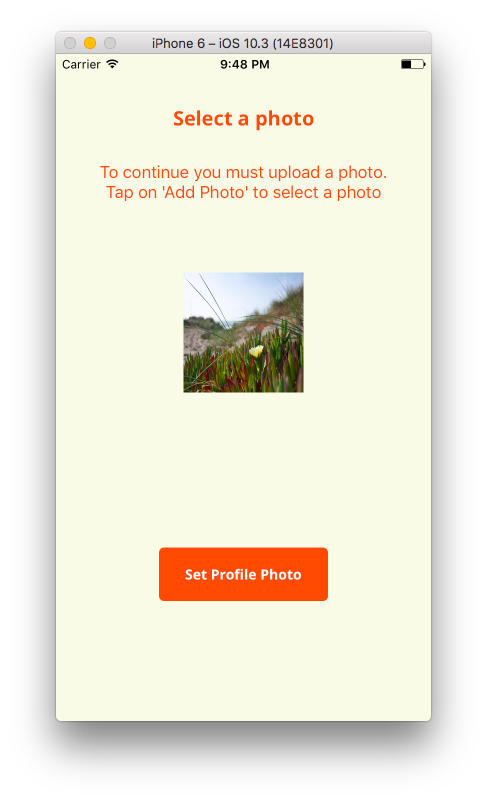 iPhone 6 – iOS 10.3 (14E8301)
Carrier 9:48 PM
Select a photo
To continue you must upload a photo.
Tap on 'Add Photo' to select a photo
Set Profile Photo